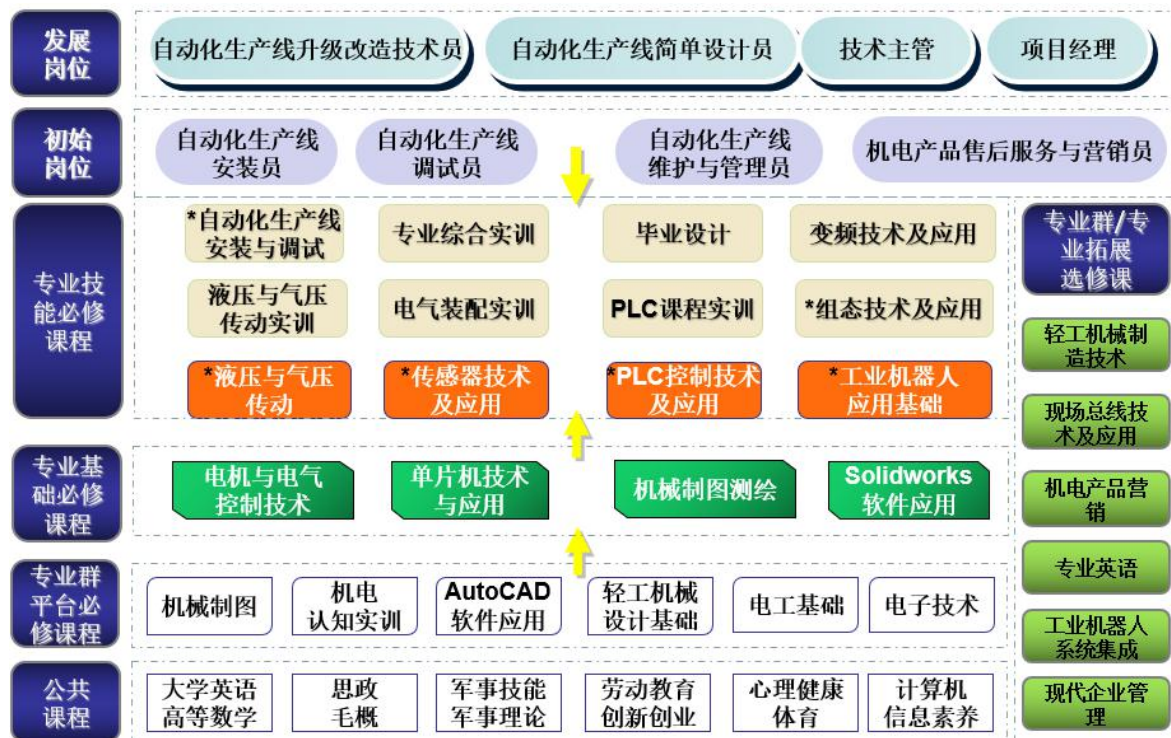 发展
岗位
自动化生产线升级改造技术员
自动化生产线简单设计员
技术主管
项目经理
初始
岗位
自动化生产线
安装员
自动化生产线
调试员
自动化生产线
维护与管理员
机电产品售后服务与营销员
专业技
能必修
课程
*自动化生产线
安装与调试
专业综合实训
毕业设计
变频技术及应用
液压与气压
传动实训
电气装配实训
PLC课程实训
*组态技术及应用
*液压与气压
传动
*传感器技术
及应用
*PLC控制技术
及应用
*工业机器人
应用基础
专业基
础必修
课程
电机与电气
控制技术
单片机技术
与应用
机械制图测绘
Solidworks
软件应用
专业群
平台必
修课程
机械制图
机电
认知实训
AutoCAD
软件应用
轻工机械
设计基础
电工基础
电子技术
公共
课程
大学英语
高等数学
思政
毛概
军事技能
军事理论
劳动教育
创新创业
心理健康
体育
计算机
信息素养
专业群/专
业拓展
选修课
轻工机械制
造技术
现场总线技
术及应用
机电产品营
销
专业英语
工业机器人
系统集成
现代企业管
理